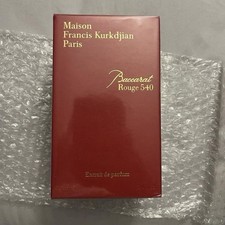 Maison
Francis Kurkdjian
Paris
Baccarat
Rouge 540
Extrait de parfum